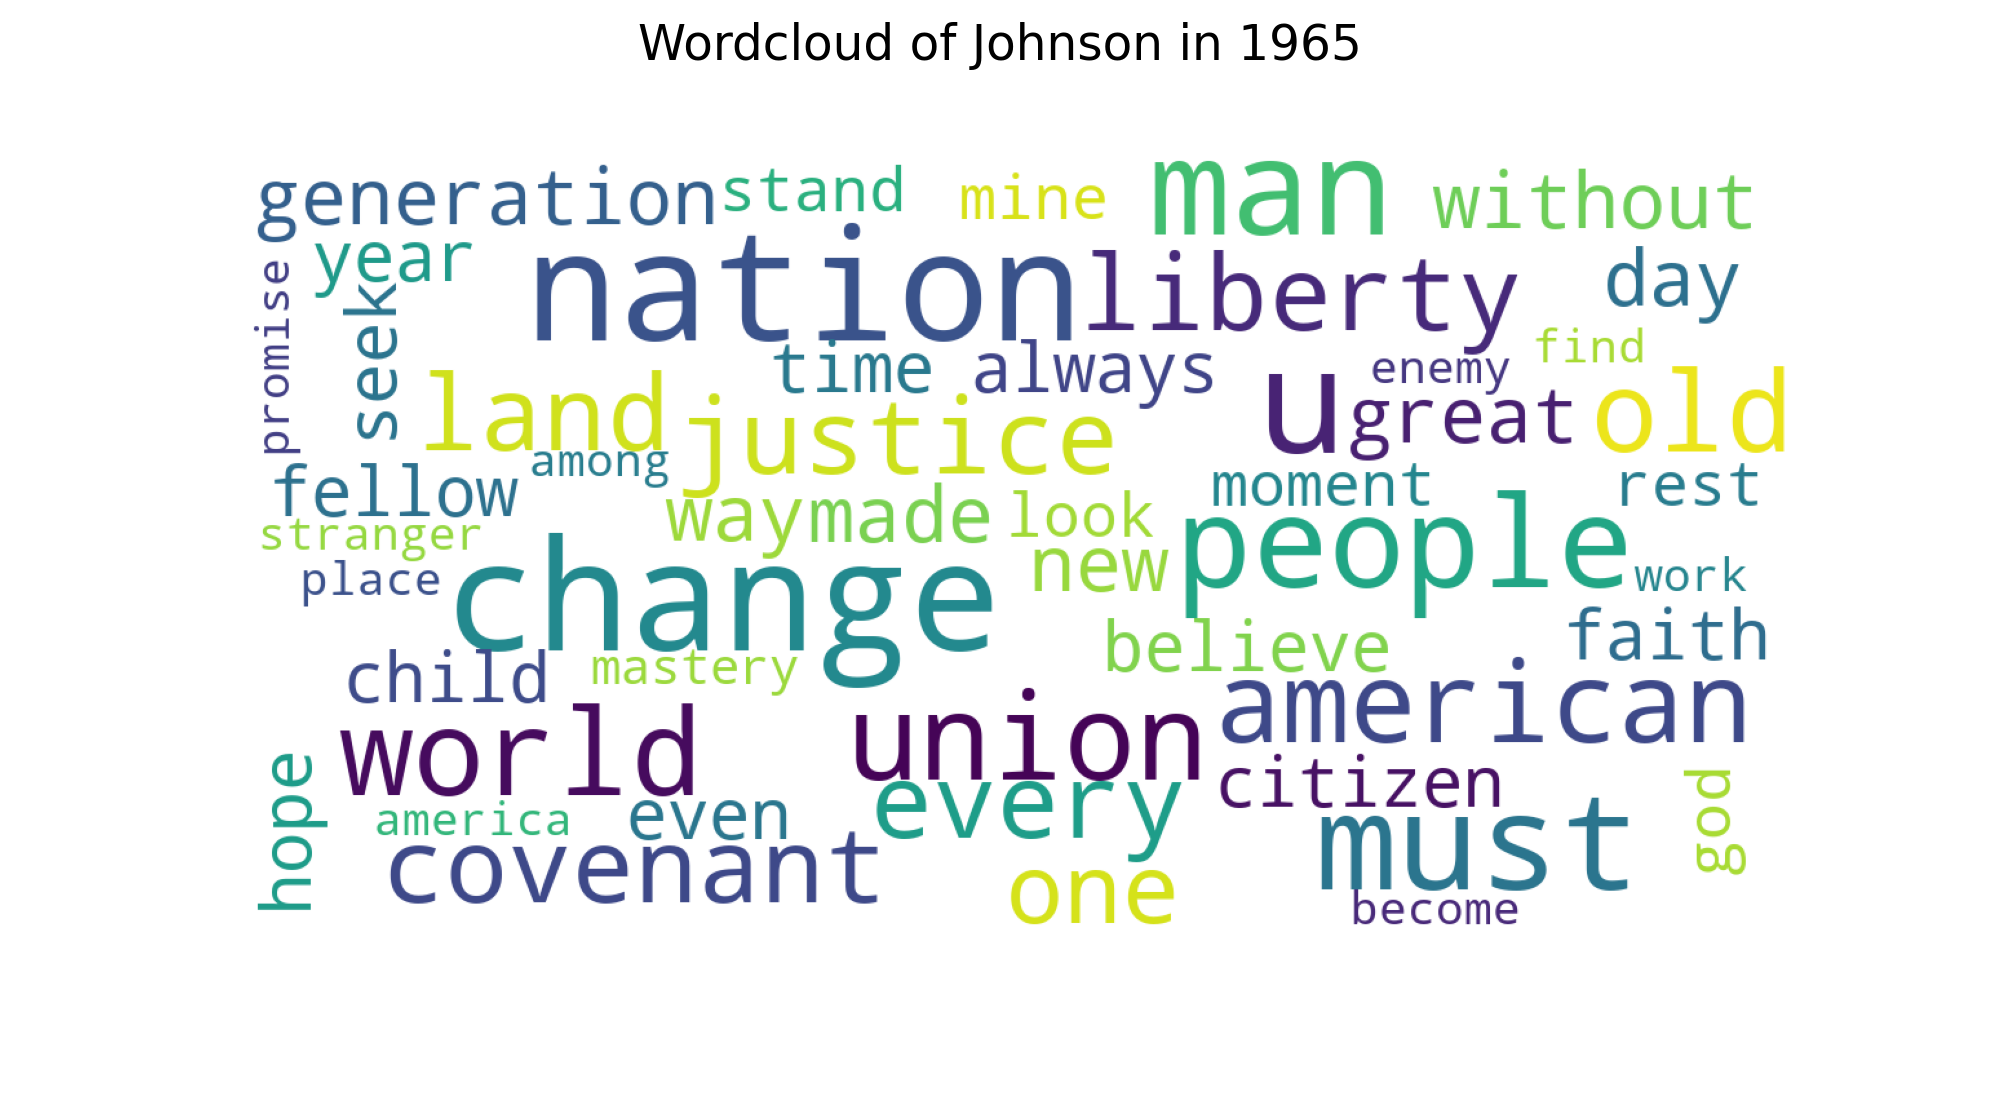 Wordcloud of Johnson in 1965
generation stand mine man without
year nation liberty day
promise seek time always u enemy find
land justice great old
fellow among way made look moment rest
stranger new people work
place change believe faith
child mastery american
world union citizen
hope america even every must god
covenant one become